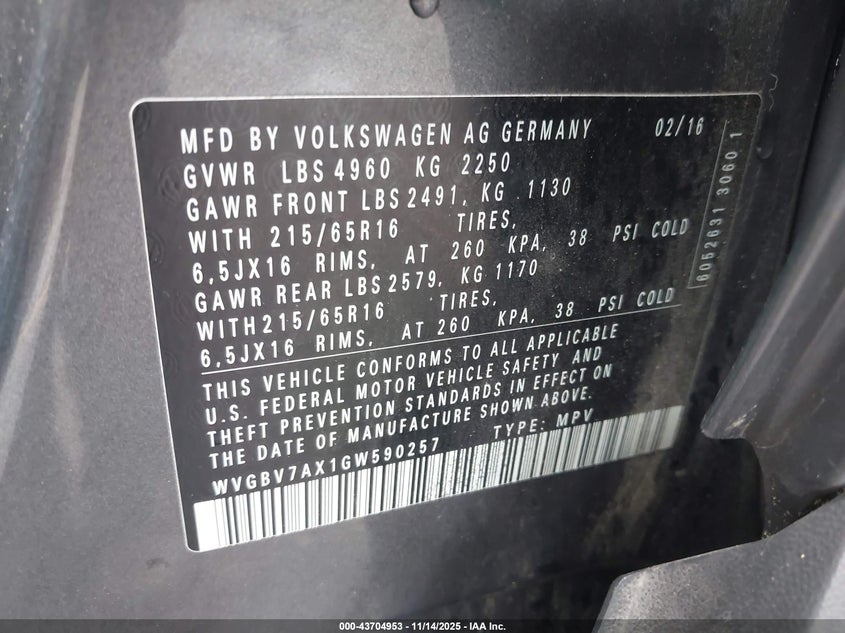 MFD BY VOLKSWAGEN AG GERMANY 02/16
GVWR LBS 4960 KG 2250
GAWR FRONT LBS 2491, KG 1130
WITH 215/65R16 TIRES,
6,5JX16 RIMS, AT 260 KPA, 38 PSI COLD
GAWR REAR LBS 2579, KG 1170
WITH 215/65R16 TIRES,
6,5JX16 RIMS, AT 260 KPA, 38 PSI COLD
THIS VEHICLE CONFORMS TO ALL APPLICABLE
U.S. FEDERAL MOTOR VEHICLE SAFETY AND
THEFT PREVENTION STANDARDS IN EFFECT ON
THE DATE OF MANUFACTURE SHOWN ABOVE.
WVGBV7AX1GW590257 TYPE: MPV
6052631 3060 1
000-43704953 - 11/14/2025 - IAA Inc.